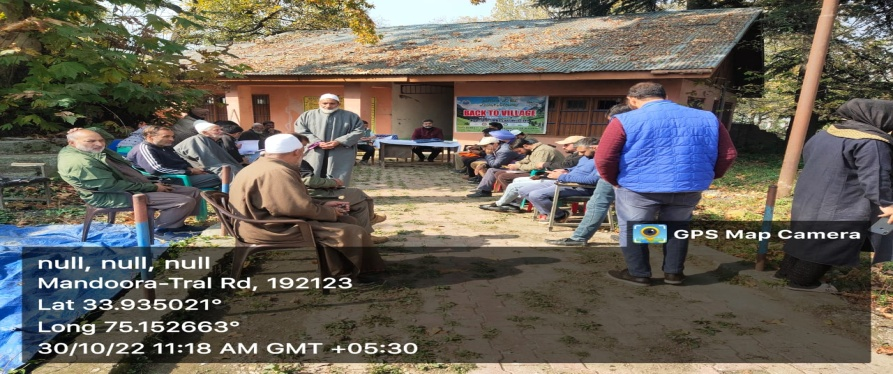 BACK TO VILLAGE
GPS Map Camera
null, null, null
Mandoora-Tral Rd, 192123
Lat 33.935021°
Long 75.152663°
30/10/22 11:18 AM GMT +05:30